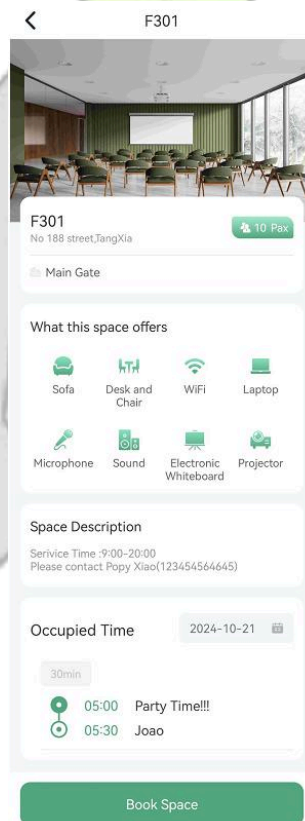 F301
F301
10 Pax
No 188 street,TangXia
Main Gate
What this space offers
Sofa
Desk and
Chair
WiFi
Laptop
Microphone
Sound
Electronic
Whiteboard
Projector
Space Description
Serivice Time :9:00-20:00
Please contact Popy Xiao(123454564645)
Occupied Time
2024-10-21
30min
05:00 Party Time!!!
05:30 Joao
Book Space